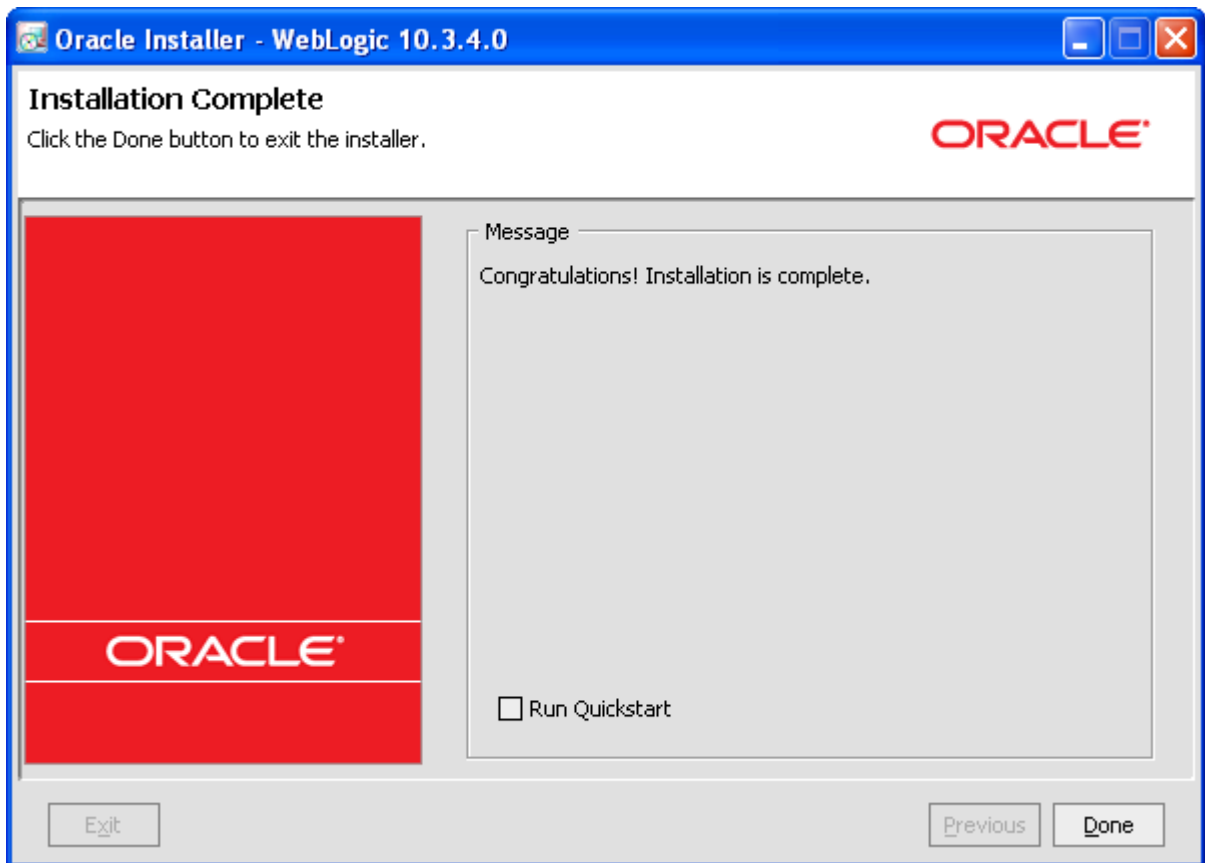 Oracle Installer - WebLogic 10.3.4.0
Installation Complete
Click the Done button to exit the installer.
ORACLE
Message
Congratulations! Installation is complete.
ORACLE
Run Quickstart
Exit
Previous
Done